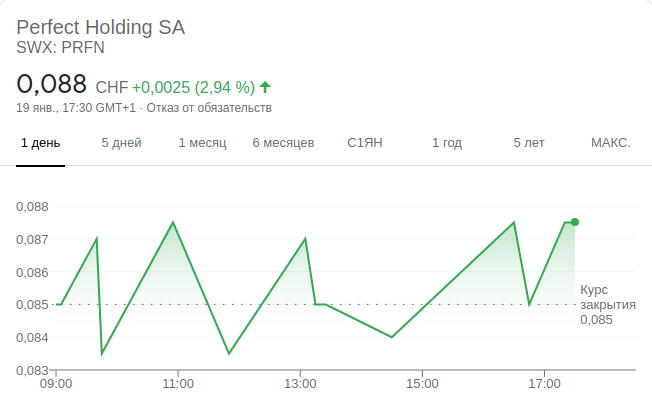 Perfect Holding SA
SWX: PRFN
0,088 CHF +0,0025 (2,94 %)
19 янв., 17:30 GMT+1 · Отказ от обязательств
1 день 5 дней 1 месяц 6 месяцев С1ЯН 1 год 5 лет МАКС.
0,088
0,087
0,086
0,085
0,084
0,083
Курс
закрытия
0,085
09:00 11:00 13:00 15:00 17:00